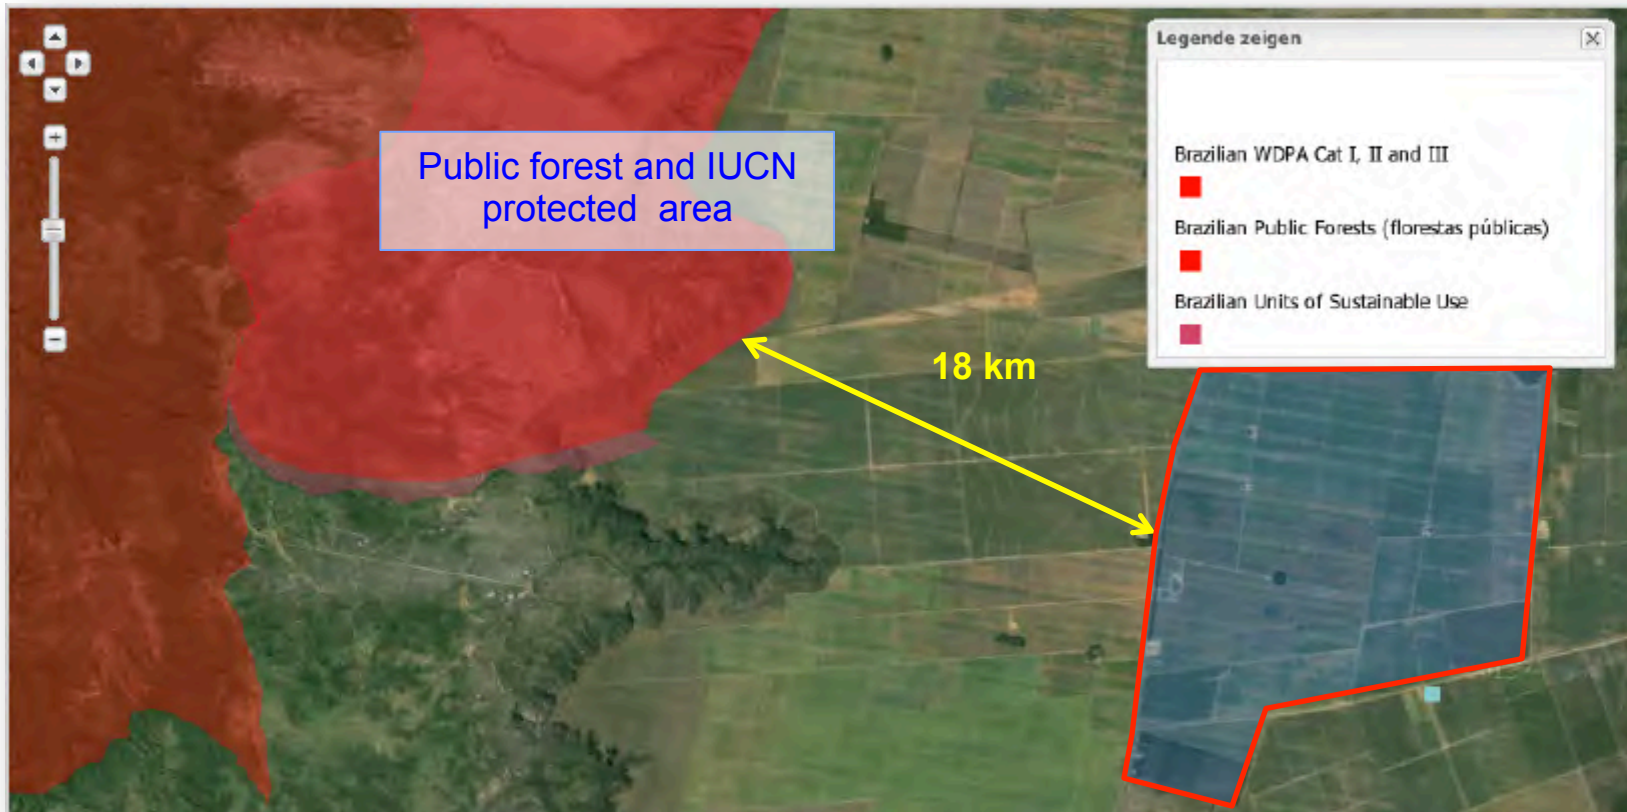 Legende zeigen
Public forest and IUCN
protected area
Brazilian WDPA Cat I, II and III
Brazilian Public Forests (florestas públicas)
Brazilian Units of Sustainable Use
18 km